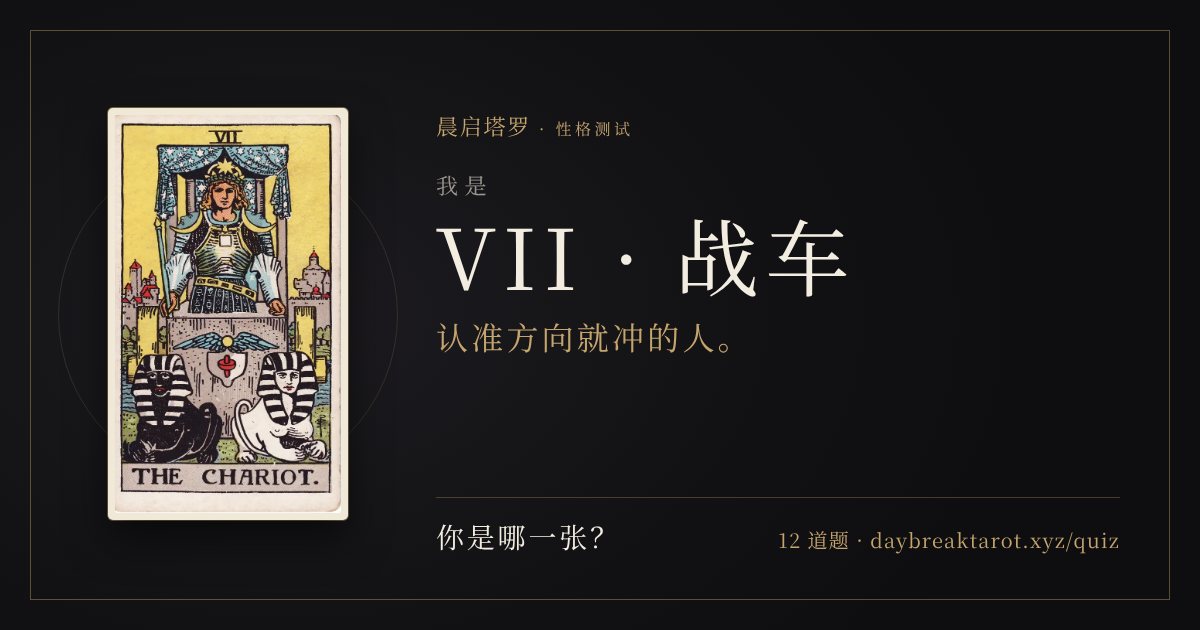 VII
THE CHARIOT.
晨启塔罗 · 性格测试
我是
VII · 战车
认准方向就冲的人。
你是哪一张？
12 道题 · daybreaktarot.xyz/quiz